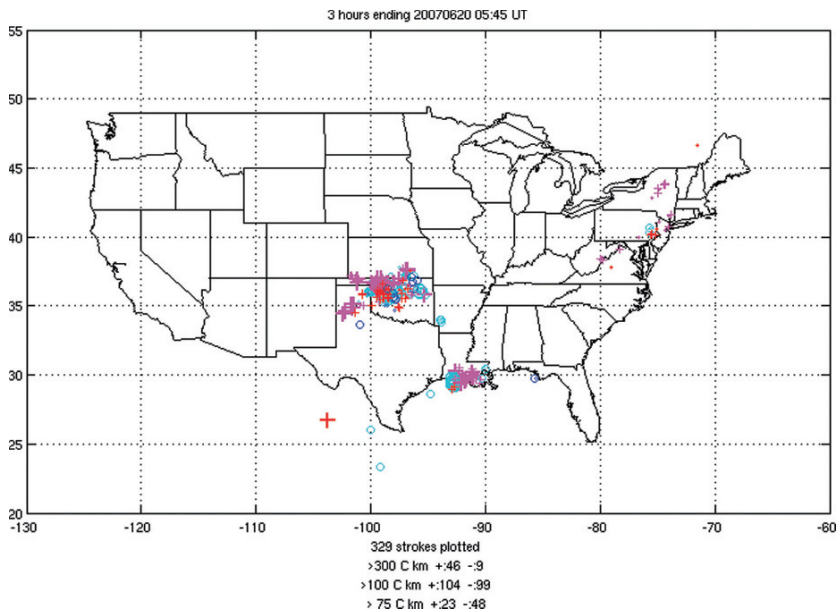 3 hours ending 20070620 05:45 UT
55
50
45
40
35
30
25
20
-130 -120 -110 -100 -90 -80 -70 -60
329 strokes plotted
>300 C km +:46 -:9
>100 C km +:104 -:99
> 75 C km +:23 -:48